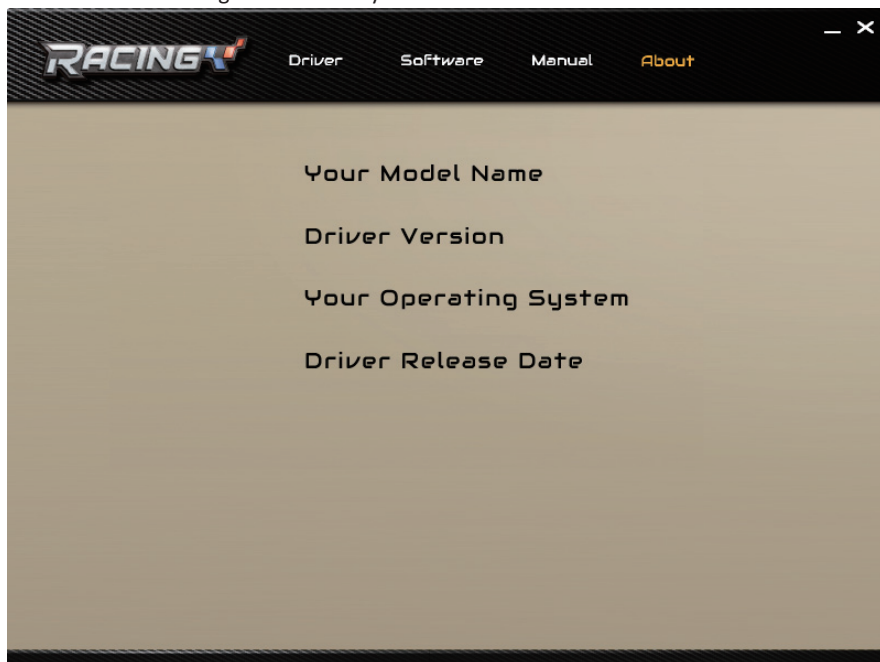 RACING
Driver Software Manual About
Your Model Name
Driver Version
Your Operating System
Driver Release Date